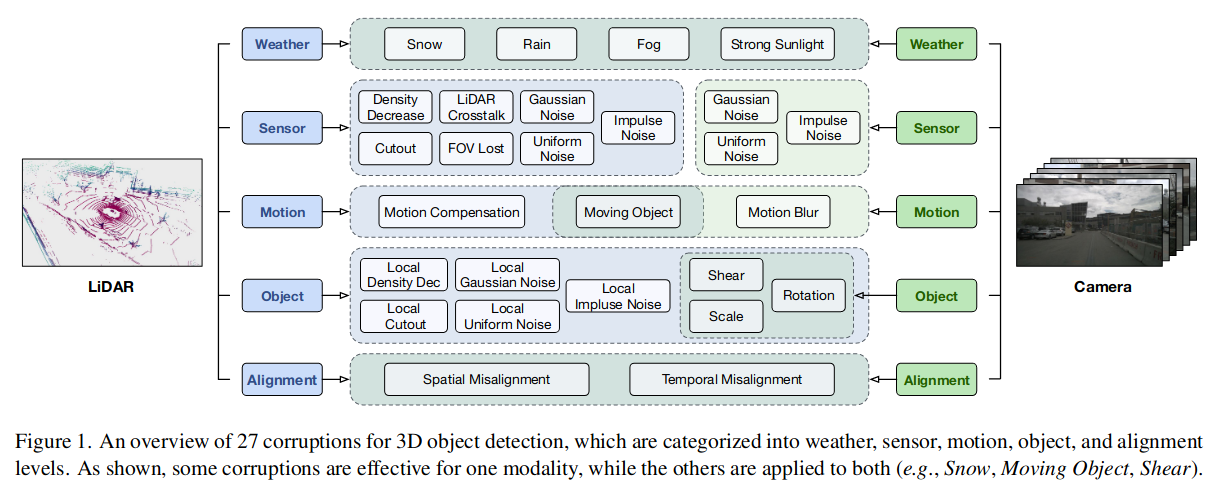 Weather
Snow
Rain
Fog
Strong Sunlight
Weather
Density
Decrease
LiDAR
Crosstalk
Gaussian
Noise
Impulse
Noise
Cutout
FOV Lost
Uniform
Noise
Sensor
Gaussian
Noise
Impulse
Noise
Uniform
Noise
Sensor
Motion
Motion Compensation
Moving Object
Motion Blur
Motion
LiDAR
Camera
Object
Local
Density Dec
Local
Gaussian Noise
Local
Impluse Noise
Local
Cutout
Local
Uniform Noise
Shear
Scale
Rotation
Object
Alignment
Spatial Misalignment
Temporal Misalignment
Alignment
Figure 1. An overview of 27 corruptions for 3D object detection, which are categorized into weather, sensor, motion, object, and alignment
levels. As shown, some corruptions are effective for one modality, while the others are applied to both (e.g., Snow, Moving Object, Shear).